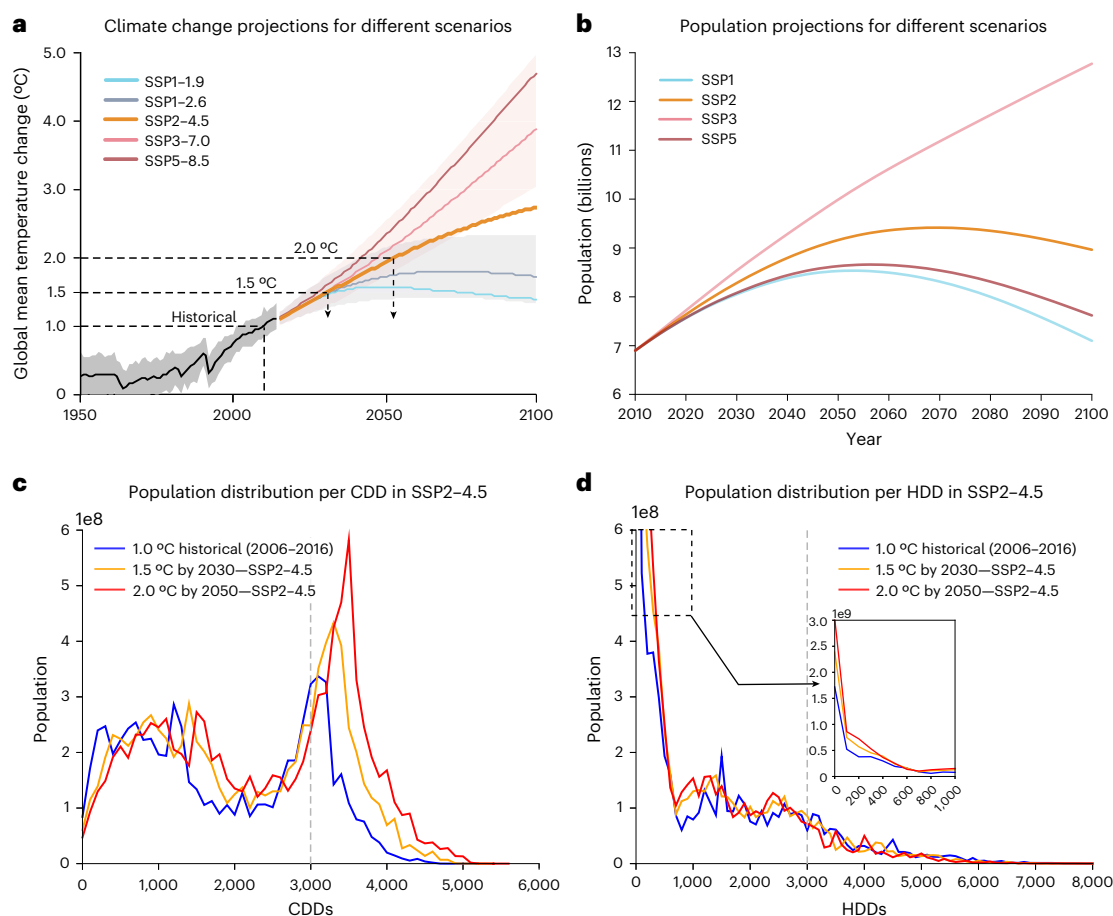 a
Climate change projections for different scenarios
Global mean temperature change (ºC)
5.0
4.0
3.0
2.0
1.5
1.0
0
SSP1–1.9
SSP1–2.6
SSP2–4.5
SSP3–7.0
SSP5–8.5
2.0 ºC
1.5 ºC
Historical
1950
2000
2050
2100
b
Population projections for different scenarios
Population (billions)
13
12
11
10
9
8
7
6
SSP1
SSP2
SSP3
SSP5
2010
2020
2030
2040
2050
2060
2070
2080
2090
2100
Year
c
Population distribution per CDD in SSP2–4.5
1e8
Population
6
5
4
3
2
1
0
1.0 ºC historical (2006–2016)
1.5 ºC by 2030—SSP2–4.5
2.0 ºC by 2050—SSP2–4.5
0
1,000
2,000
3,000
4,000
5,000
6,000
CDDs
d
Population distribution per HDD in SSP2–4.5
1e8
Population
6
5
4
3
2
1
0
1.0 ºC historical (2006–2016)
1.5 ºC by 2030—SSP2–4.5
2.0 ºC by 2050—SSP2–4.5
1e9
3.0
2.5
2.0
1.5
1.0
0.5
0
0
200
400
600
800
1,000
0
1,000
2,000
3,000
4,000
5,000
6,000
7,000
8,000
HDDs